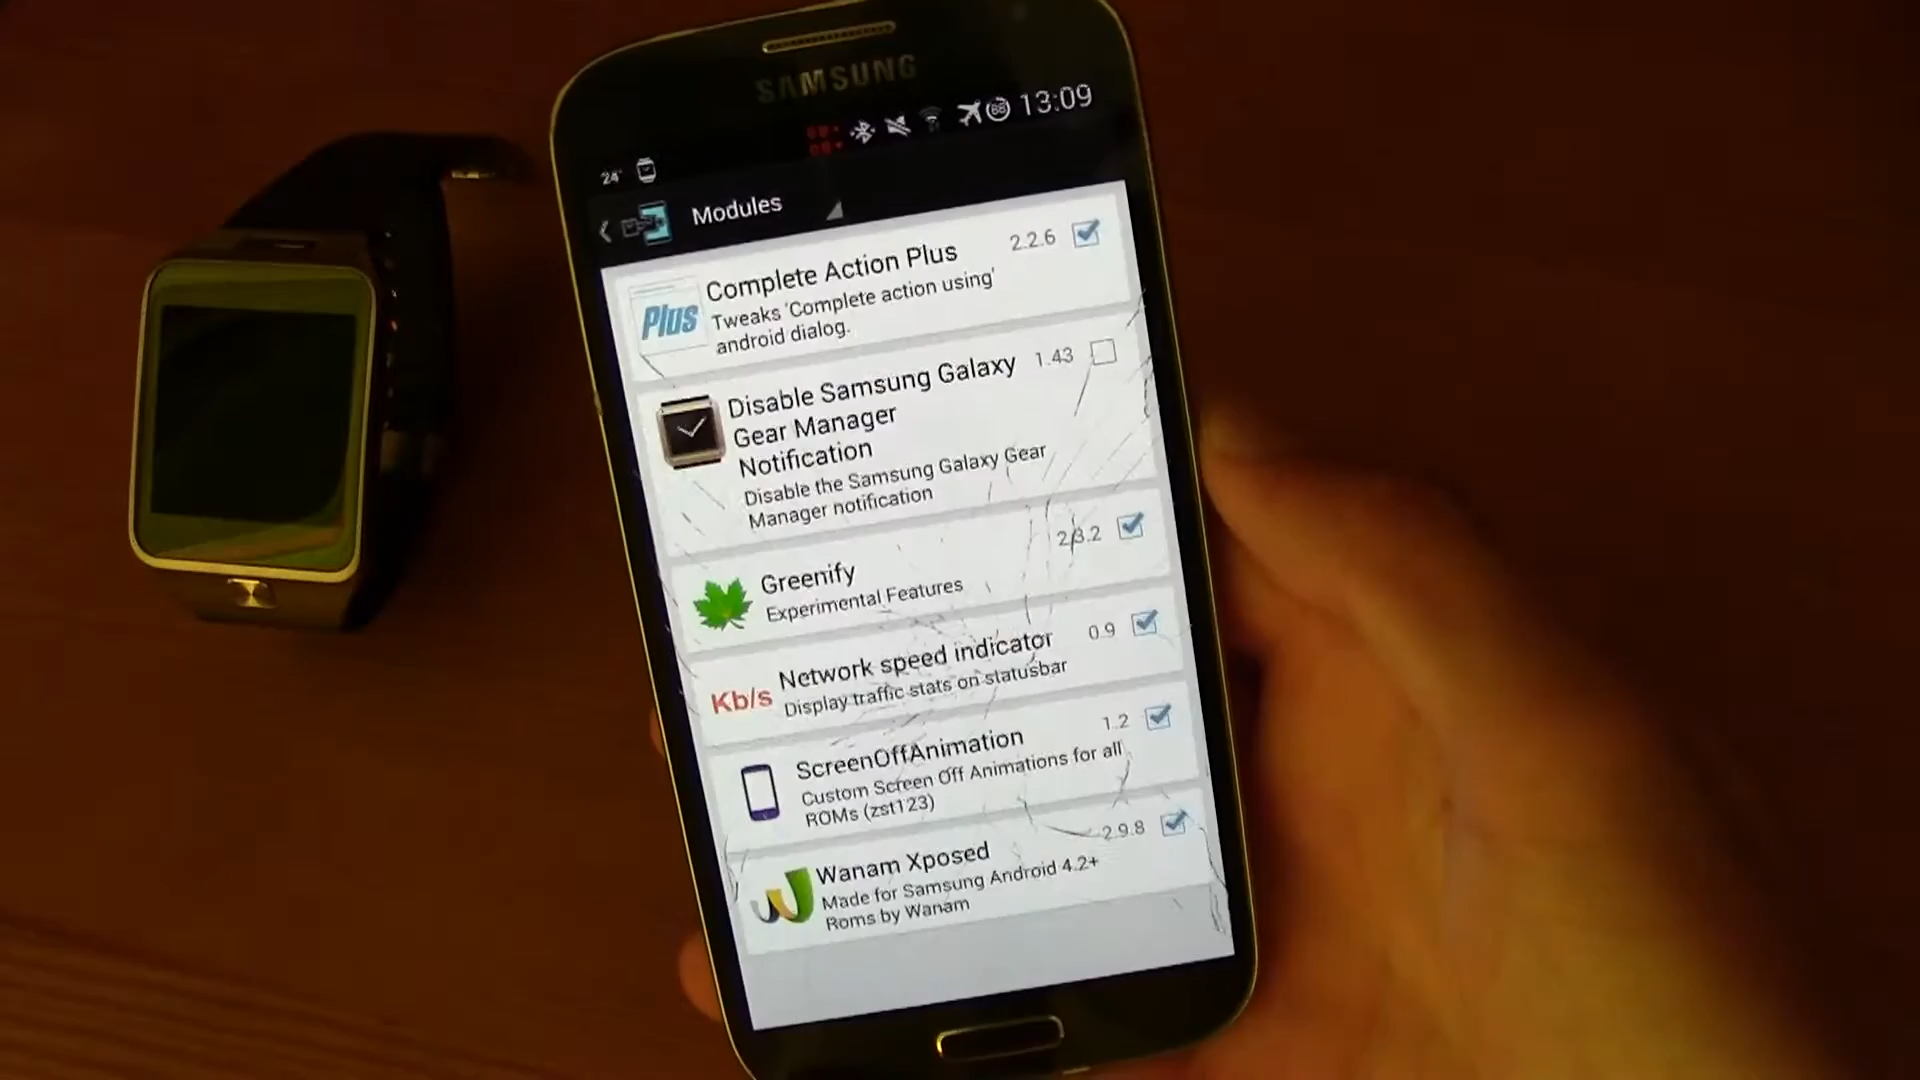 SAMSUNG
88 13:09
24°
Modules
Complete Action Plus 2.2.6
Plus
Tweaks 'Complete action using'
android dialog.
Disable Samsung Galaxy 1.43
Gear Manager
Notification
Disable the Samsung Galaxy Gear
Manager notification
Greenify 2.3.2
Experimental Features
Network speed indicator 0.9
Kb/s
Display traffic stats on statusbar
ScreenOffAnimation 1.2
Custom Screen Off Animations for all
ROMs (zst123)
Wanam Xposed 2.9.8
Made for Samsung Android 4.2+
Roms by Wanam